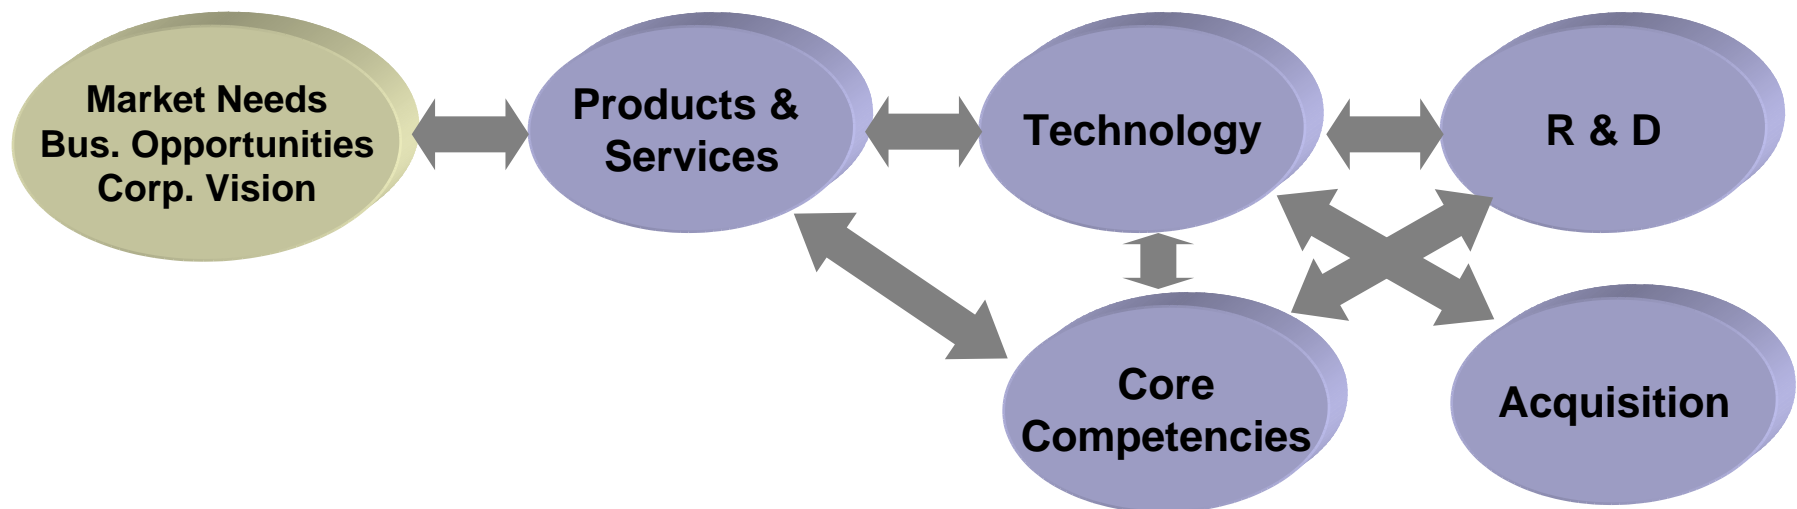 Market Needs
Bus. Opportunities
Corp. Vision
Products &
Services
Technology
R & D
Core
Competencies
Acquisition